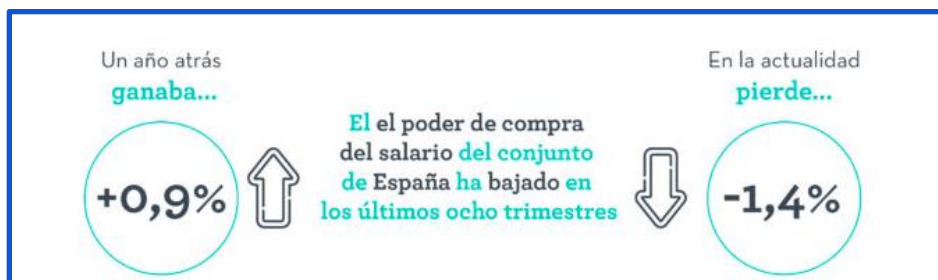 Un año atrás
ganaba...
+0,9%
El el poder de compra
del salario del conjunto
de España ha bajado en
los últimos ocho trimestres
En la actualidad
pierde...
-1,4%